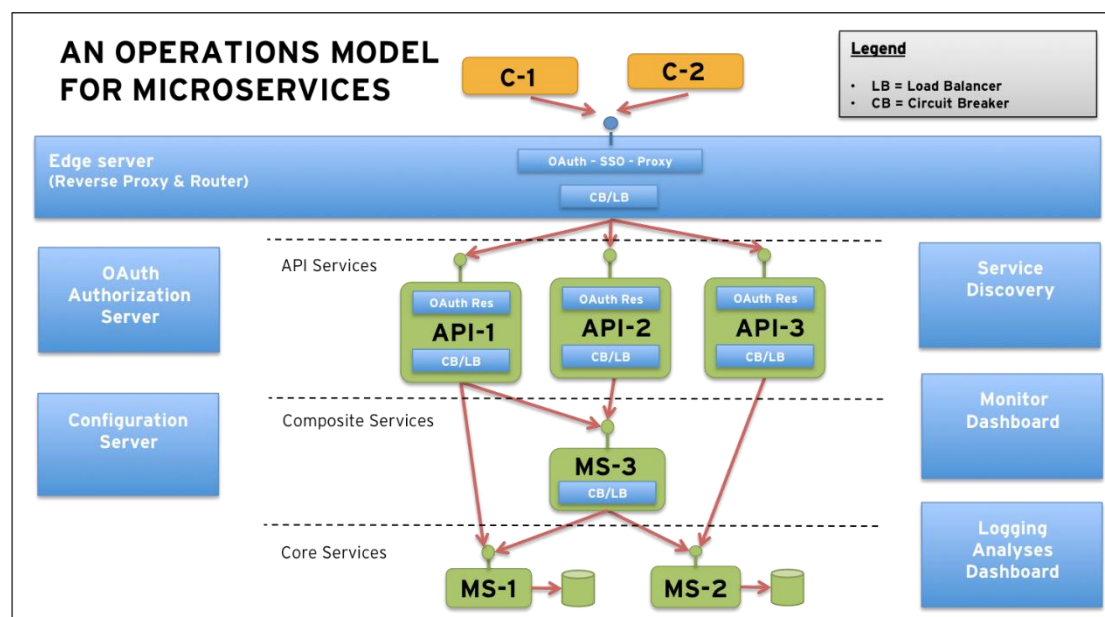 AN OPERATIONS MODEL
FOR MICROSERVICES
C-1
C-2
Legend
• LB = Load Balancer
• CB = Circuit Breaker
Edge server
(Reverse Proxy & Router)
OAuth - SSO - Proxy
CB/LB
OAuth
Authorization
Server
API Services
Service
Discovery
OAuth Res
API-1
CB/LB
OAuth Res
API-2
CB/LB
OAuth Res
API-3
CB/LB
Configuration
Server
Composite Services
Monitor
Dashboard
MS-3
CB/LB
Core Services
Logging
Analyses
Dashboard
MS-1
MS-2